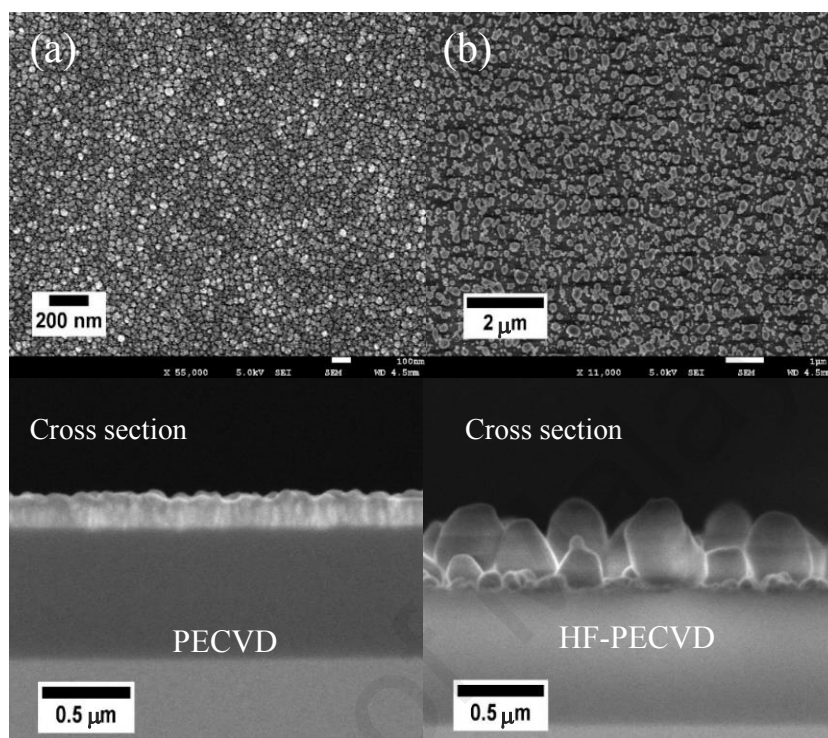 (a)
(b)
200 nm
2 μm
100nm
X 55,000 5.0kV SEI SEM WD 4.5mm
1μm
X 11,000 5.0kV SEI SEM WD 4.5mm
Cross section
Cross section
PECVD
HF-PECVD
0.5 μm
0.5 μm